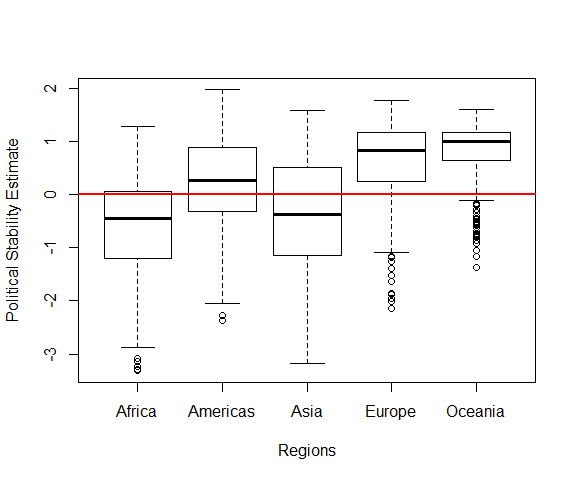 Political Stability Estimate
2
1
0
-1
-2
-3
Africa Americas Asia Europe Oceania
Regions